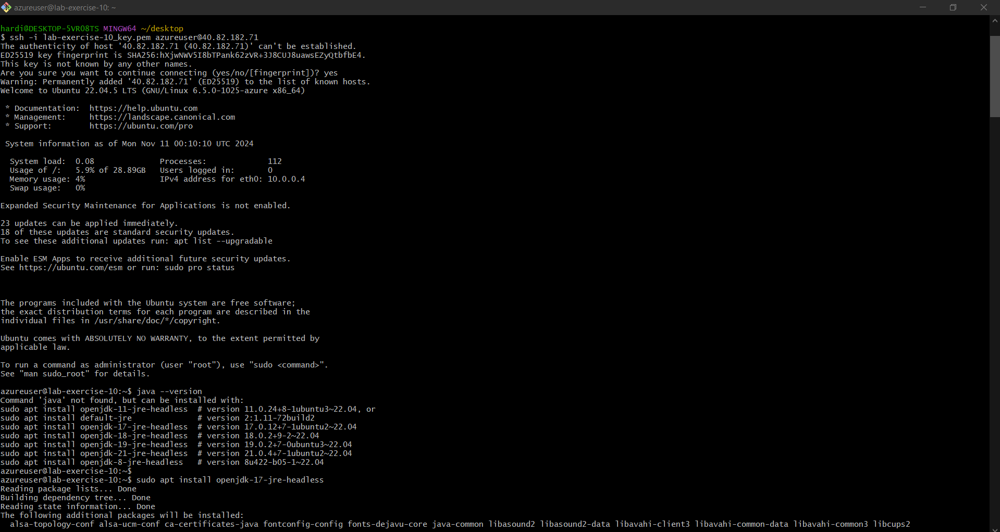 azureuser@lab-exercise-10: ~
hardi@DESKTOP-5VRO8TS MINGW64 ~/desktop
$ ssh -i lab-exercise-10_key.pem azureuser@40.82.182.71
The authenticity of host '40.82.182.71 (40.82.182.71)' can't be established.
ED25519 key fingerprint is SHA256:hXjwNWV5I8bTPank62zVR+3J8CUJ8uawsEZyQtbfbE4.
This key is not known by any other names.
Are you sure you want to continue connecting (yes/no/[fingerprint])? yes
Warning: Permanently added '40.82.182.71' (ED25519) to the list of known hosts.
Welcome to Ubuntu 22.04.5 LTS (GNU/Linux 6.5.0-1025-azure x86_64)
* Documentation:  https://help.ubuntu.com
* Management:     https://landscape.canonical.com
* Support:        https://ubuntu.com/pro
System information as of Mon Nov 11 00:10:10 UTC 2024
System load:  0.08               Processes:             112
Usage of /:   5.9% of 28.89GB   Users logged in:       0
Memory usage: 4%                IPv4 address for eth0: 10.0.0.4
Swap usage:   0%
Expanded Security Maintenance for Applications is not enabled.
23 updates can be applied immediately.
18 of these updates are standard security updates.
To see these additional updates run: apt list --upgradable
Enable ESM Apps to receive additional future security updates.
See https://ubuntu.com/esm or run: sudo pro status
The programs included with the Ubuntu system are free software;
the exact distribution terms for each program are described in the
individual files in /usr/share/doc/*/copyright.
Ubuntu comes with ABSOLUTELY NO WARRANTY, to the extent permitted by
applicable law.
To run a command as administrator (user "root"), use "sudo <command>".
See "man sudo_root" for details.
azureuser@lab-exercise-10:~$ java --version
Command 'java' not found, but can be installed with:
sudo apt install openjdk-11-jre-headless  # version 11.0.24+8-1ubuntu3~22.04, or
sudo apt install default-jre              # version 2:1.11-72build2
sudo apt install openjdk-17-jre-headless  # version 17.0.12+7-1ubuntu2~22.04
sudo apt install openjdk-18-jre-headless  # version 18.0.2+9-2~22.04
sudo apt install openjdk-19-jre-headless  # version 19.0.2+7-0ubuntu3~22.04
sudo apt install openjdk-21-jre-headless  # version 21.0.4+7-1ubuntu2~22.04
sudo apt install openjdk-8-jre-headless   # version 8u422-b05-1~22.04
azureuser@lab-exercise-10:~$
azureuser@lab-exercise-10:~$ sudo apt install openjdk-17-jre-headless
Reading package lists... Done
Building dependency tree... Done
Reading state information... Done
The following additional packages will be installed:
alsa-topology-conf alsa-ucm-conf ca-certificates-java fontconfig-config fonts-dejavu-core java-common libasound2 libasound2-data libavahi-client3 libavahi-common-data libavahi-common3 libcups2